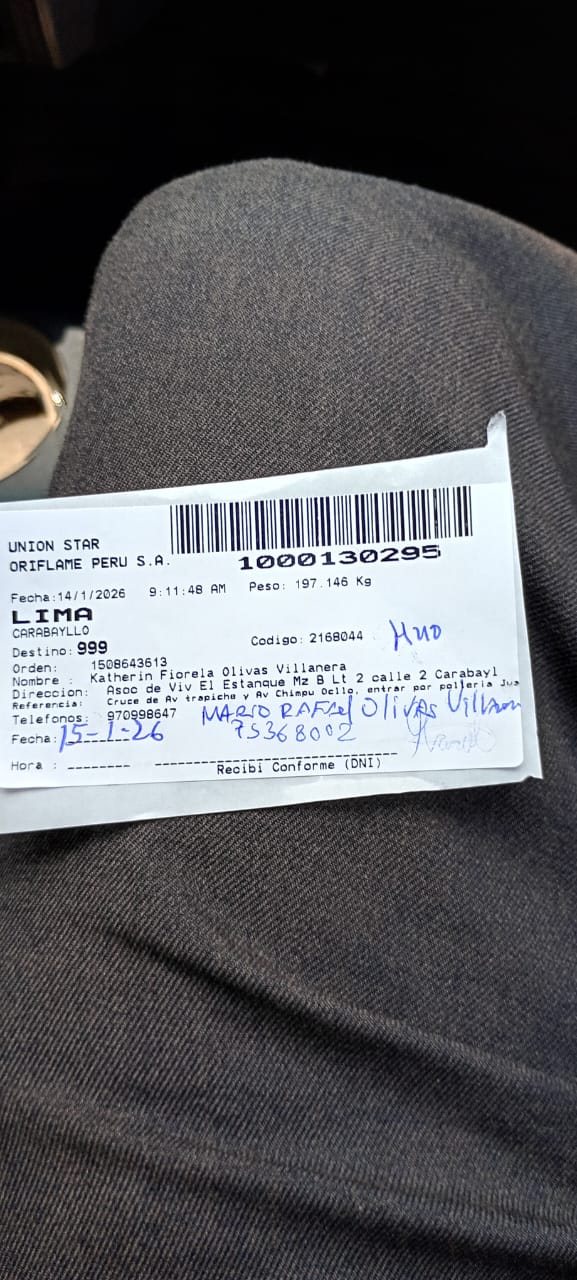 UNION STAR
ORIFLAME PERU S.A.
1000130295
Fecha:14/1/2026 9:11:48 AM Peso: 197.146 Kg
LIMA
CARABAYLLO
Destino: 999
Codigo: 2168044
Orden: 1508643613
Nombre : Katherin Fiorela Olivas Villanera
Direccion: Asoc de Viv El Estanque Mz B Lt 2 calle 2 Carabayl
Referencia: Cruce de Av trapiche y Av Chimpu Ocllo, entrar por polleria Jua
Telefonos: 970998647 MARIO RAFAEL Olivas
Fecha: 15-1-26 75368002
Hora :
Recibi Conforme (DNI)